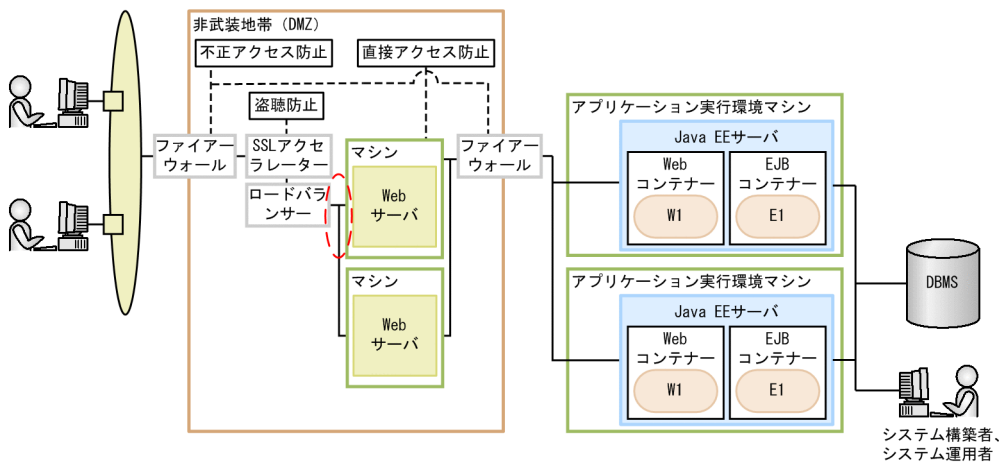 非武装地帯（DMZ）
不正アクセス防止
直接アクセス防止
盗聴防止
ファイアー
ウォール
SSLアクセ
ラレーター
ロードバラ
ンサー
マシン
Web
サーバ
マシン
Web
サーバ
ファイアー
ウォール
アプリケーション実行環境マシン
Java EEサーバ
Web
コンテナー
W1
EJB
コンテナー
E1
アプリケーション実行環境マシン
Java EEサーバ
Web
コンテナー
W1
EJB
コンテナー
E1
DBMS
システム構築者、
システム運用者